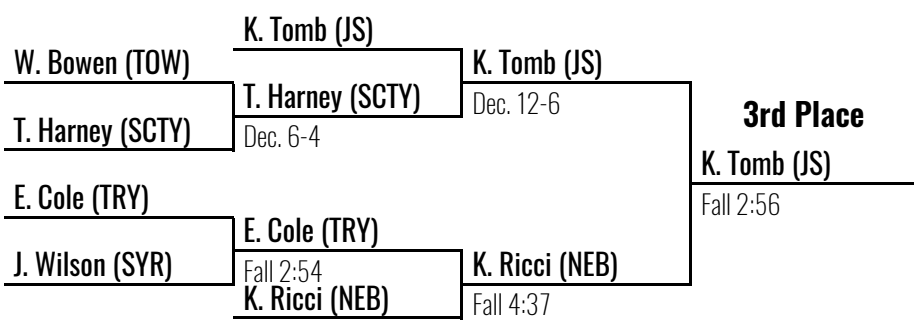 K. Tomb (JS)
W. Bowen (TOW)
K. Tomb (JS)
T. Harney (SCTY)
Dec. 12-6
3rd Place
T. Harney (SCTY)
Dec. 6-4
K. Tomb (JS)
E. Cole (TRY)
Fall 2:56
E. Cole (TRY)
J. Wilson (SYR)
Fall 2:54
K. Ricci (NEB)
K. Ricci (NEB)
Fall 4:37